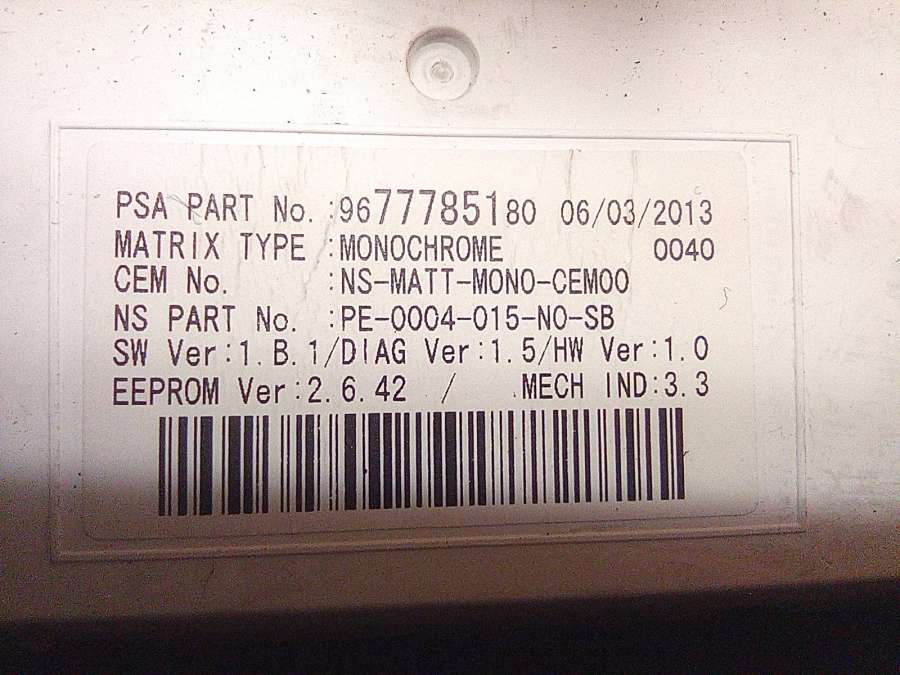 PSA PART No.:9677785180 06/03/2013
MATRIX TYPE :MONOCHROME 0040
CEM No. :NS-MATT-MONO-CEM00
NS PART No. :PE-0004-015-NO-SB
SW Ver:1.B.1/DIAG Ver:1.5/HW Ver:1.0
EEPROM Ver:2.6.42 / MECH IND:3.3